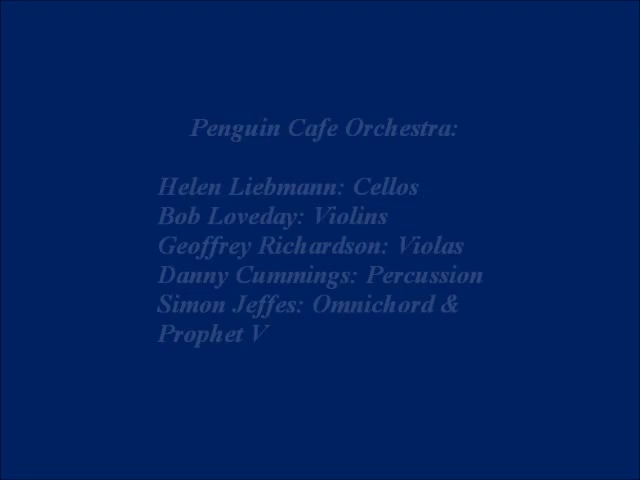 Penguin Cafe Orchestra:
Helen Liebmann: Cellos
Bob Loveday: Violins
Geoffrey Richardson: Violas
Danny Cummings: Percussion
Simon Jeffes: Omnichord &
Prophet V